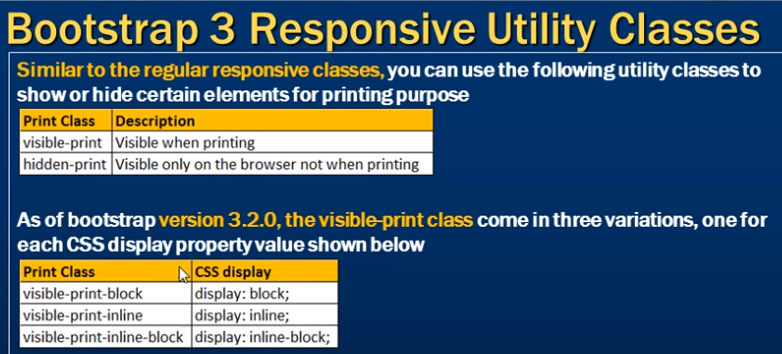 Bootstrap 3 Responsive Utility Classes
Similar to the regular responsive classes, you can use the following utility classes to
show or hide certain elements for printing purpose
Print Class Description
visible-print Visible when printing
hidden-print Visible only on the browser not when printing
As of bootstrap version 3.2.0, the visible-print class come in three variations, one for
each CSS display property value shown below
Print Class CSS display
visible-print-block display: block;
visible-print-inline display: inline;
visible-print-inline-block display: inline-block;